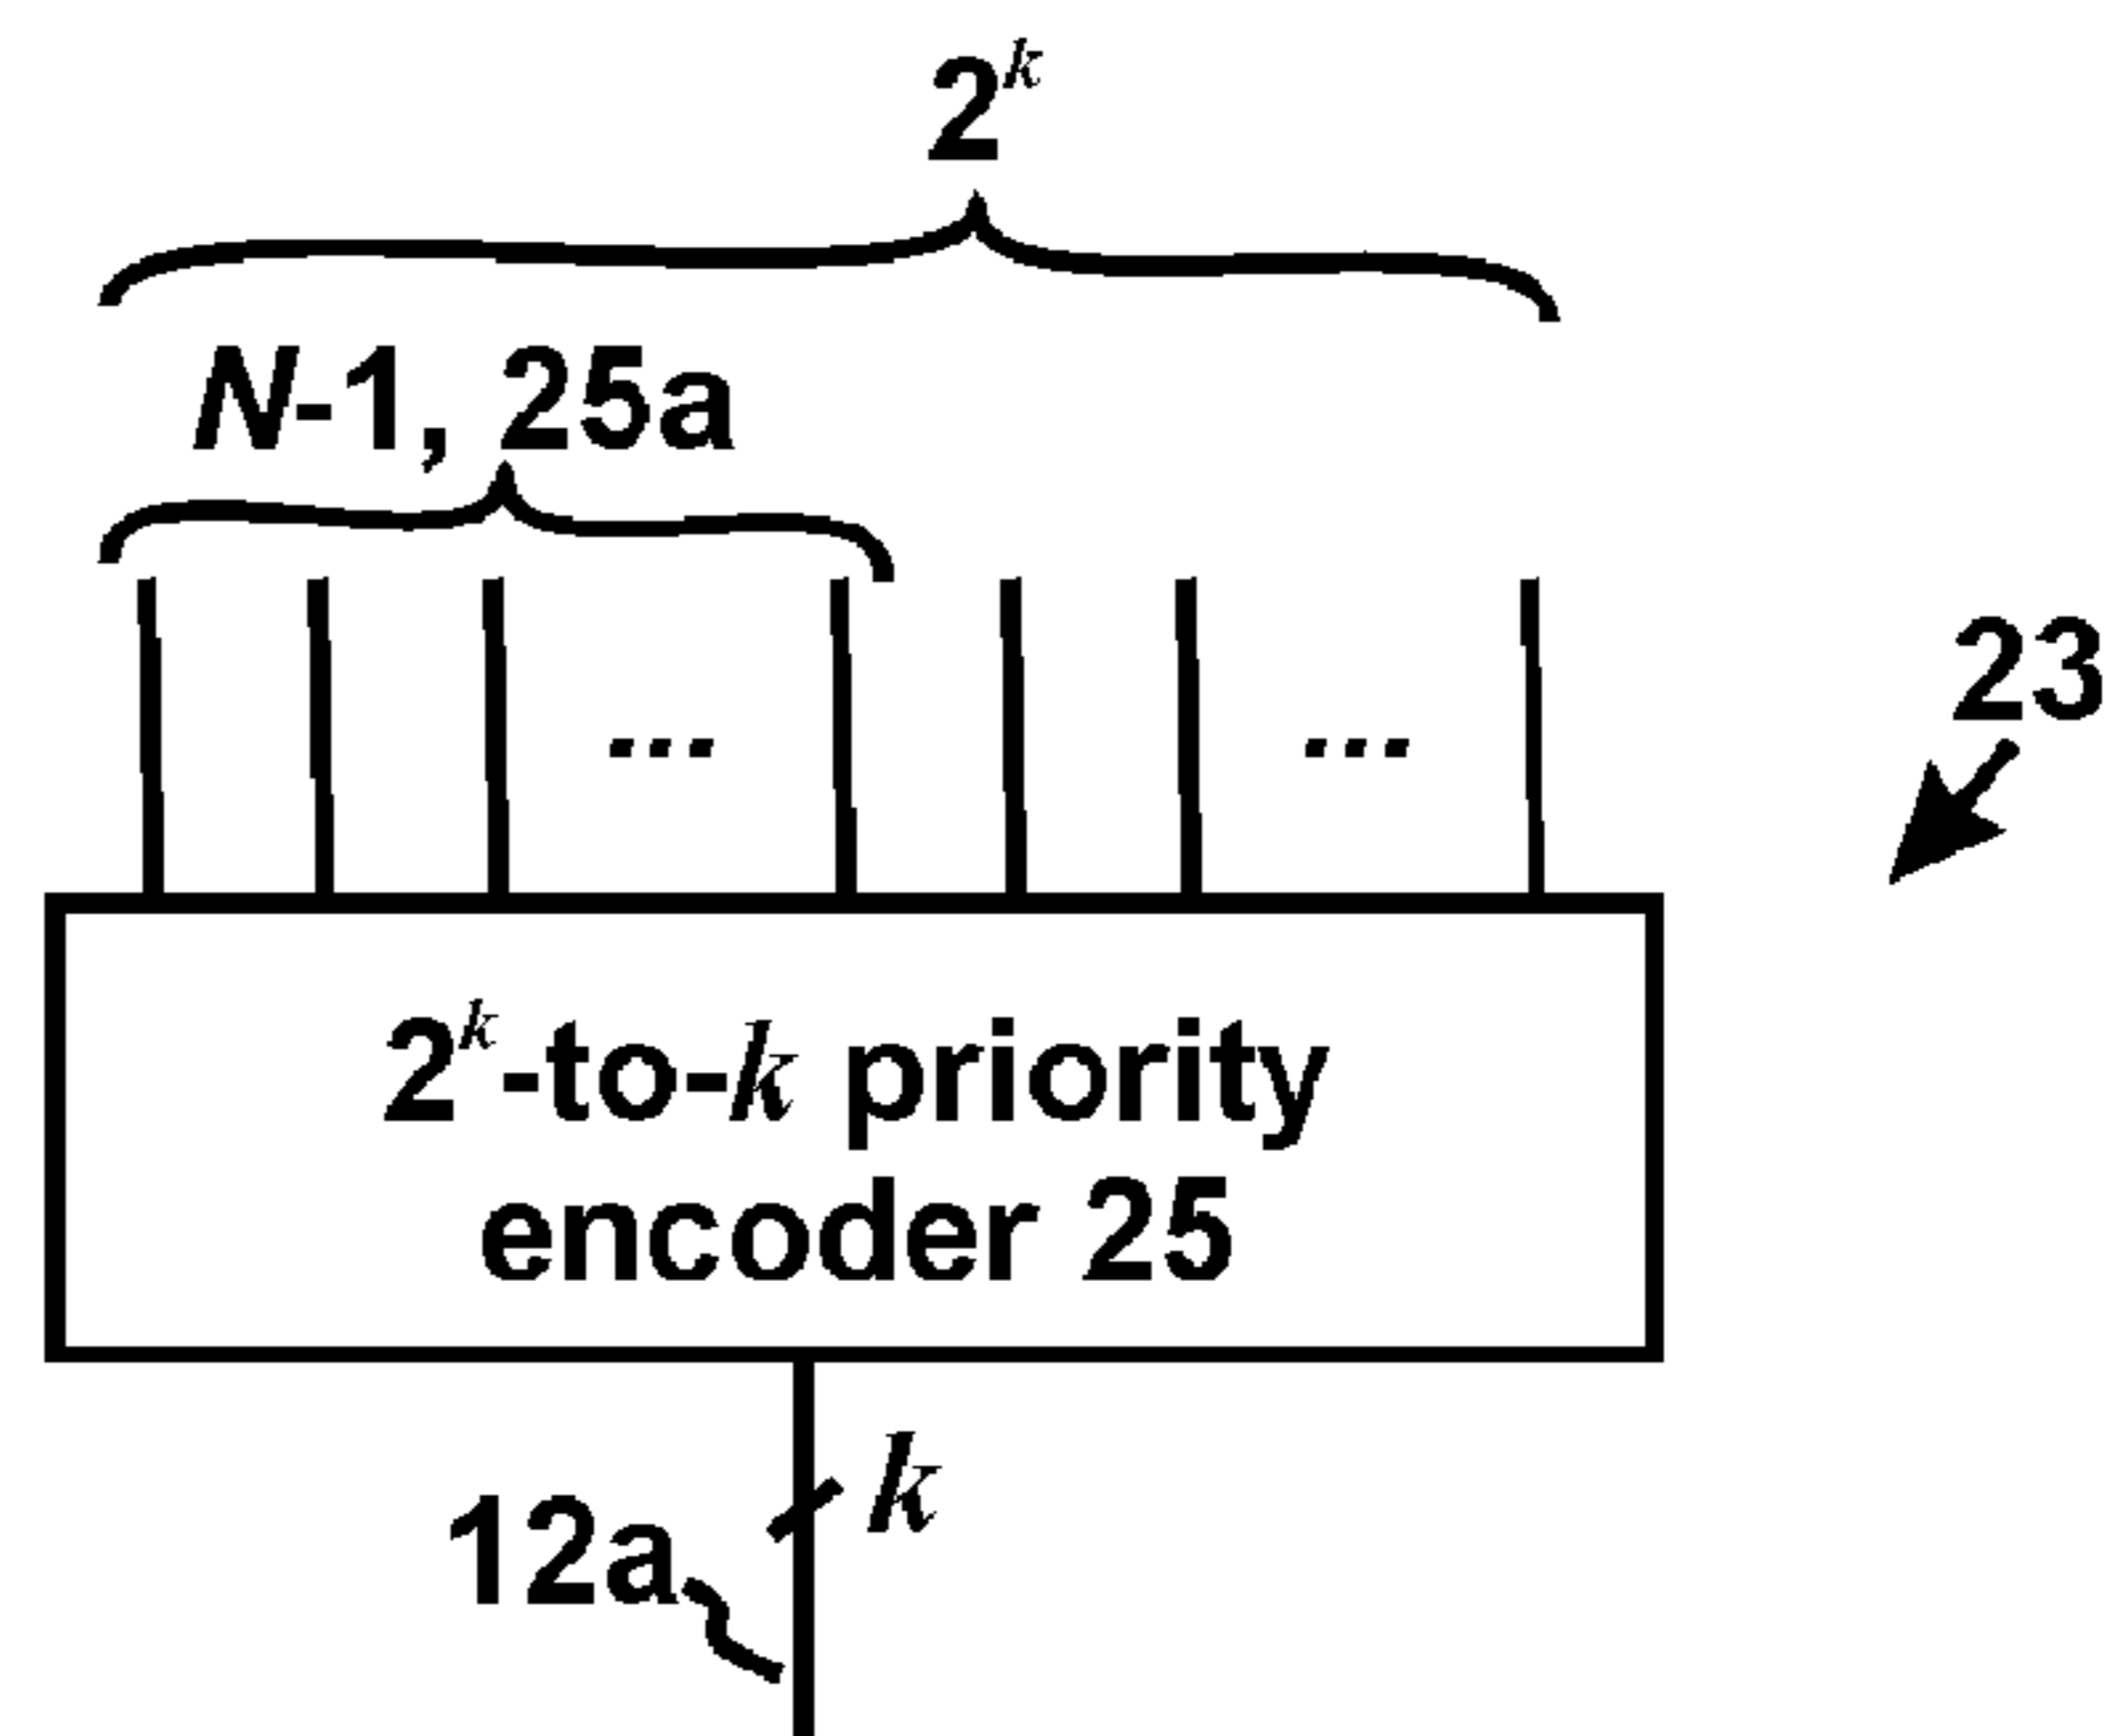 2^k
N-1, 25a
...
...
23
2^k-to-k priority
encoder 25
k
12a